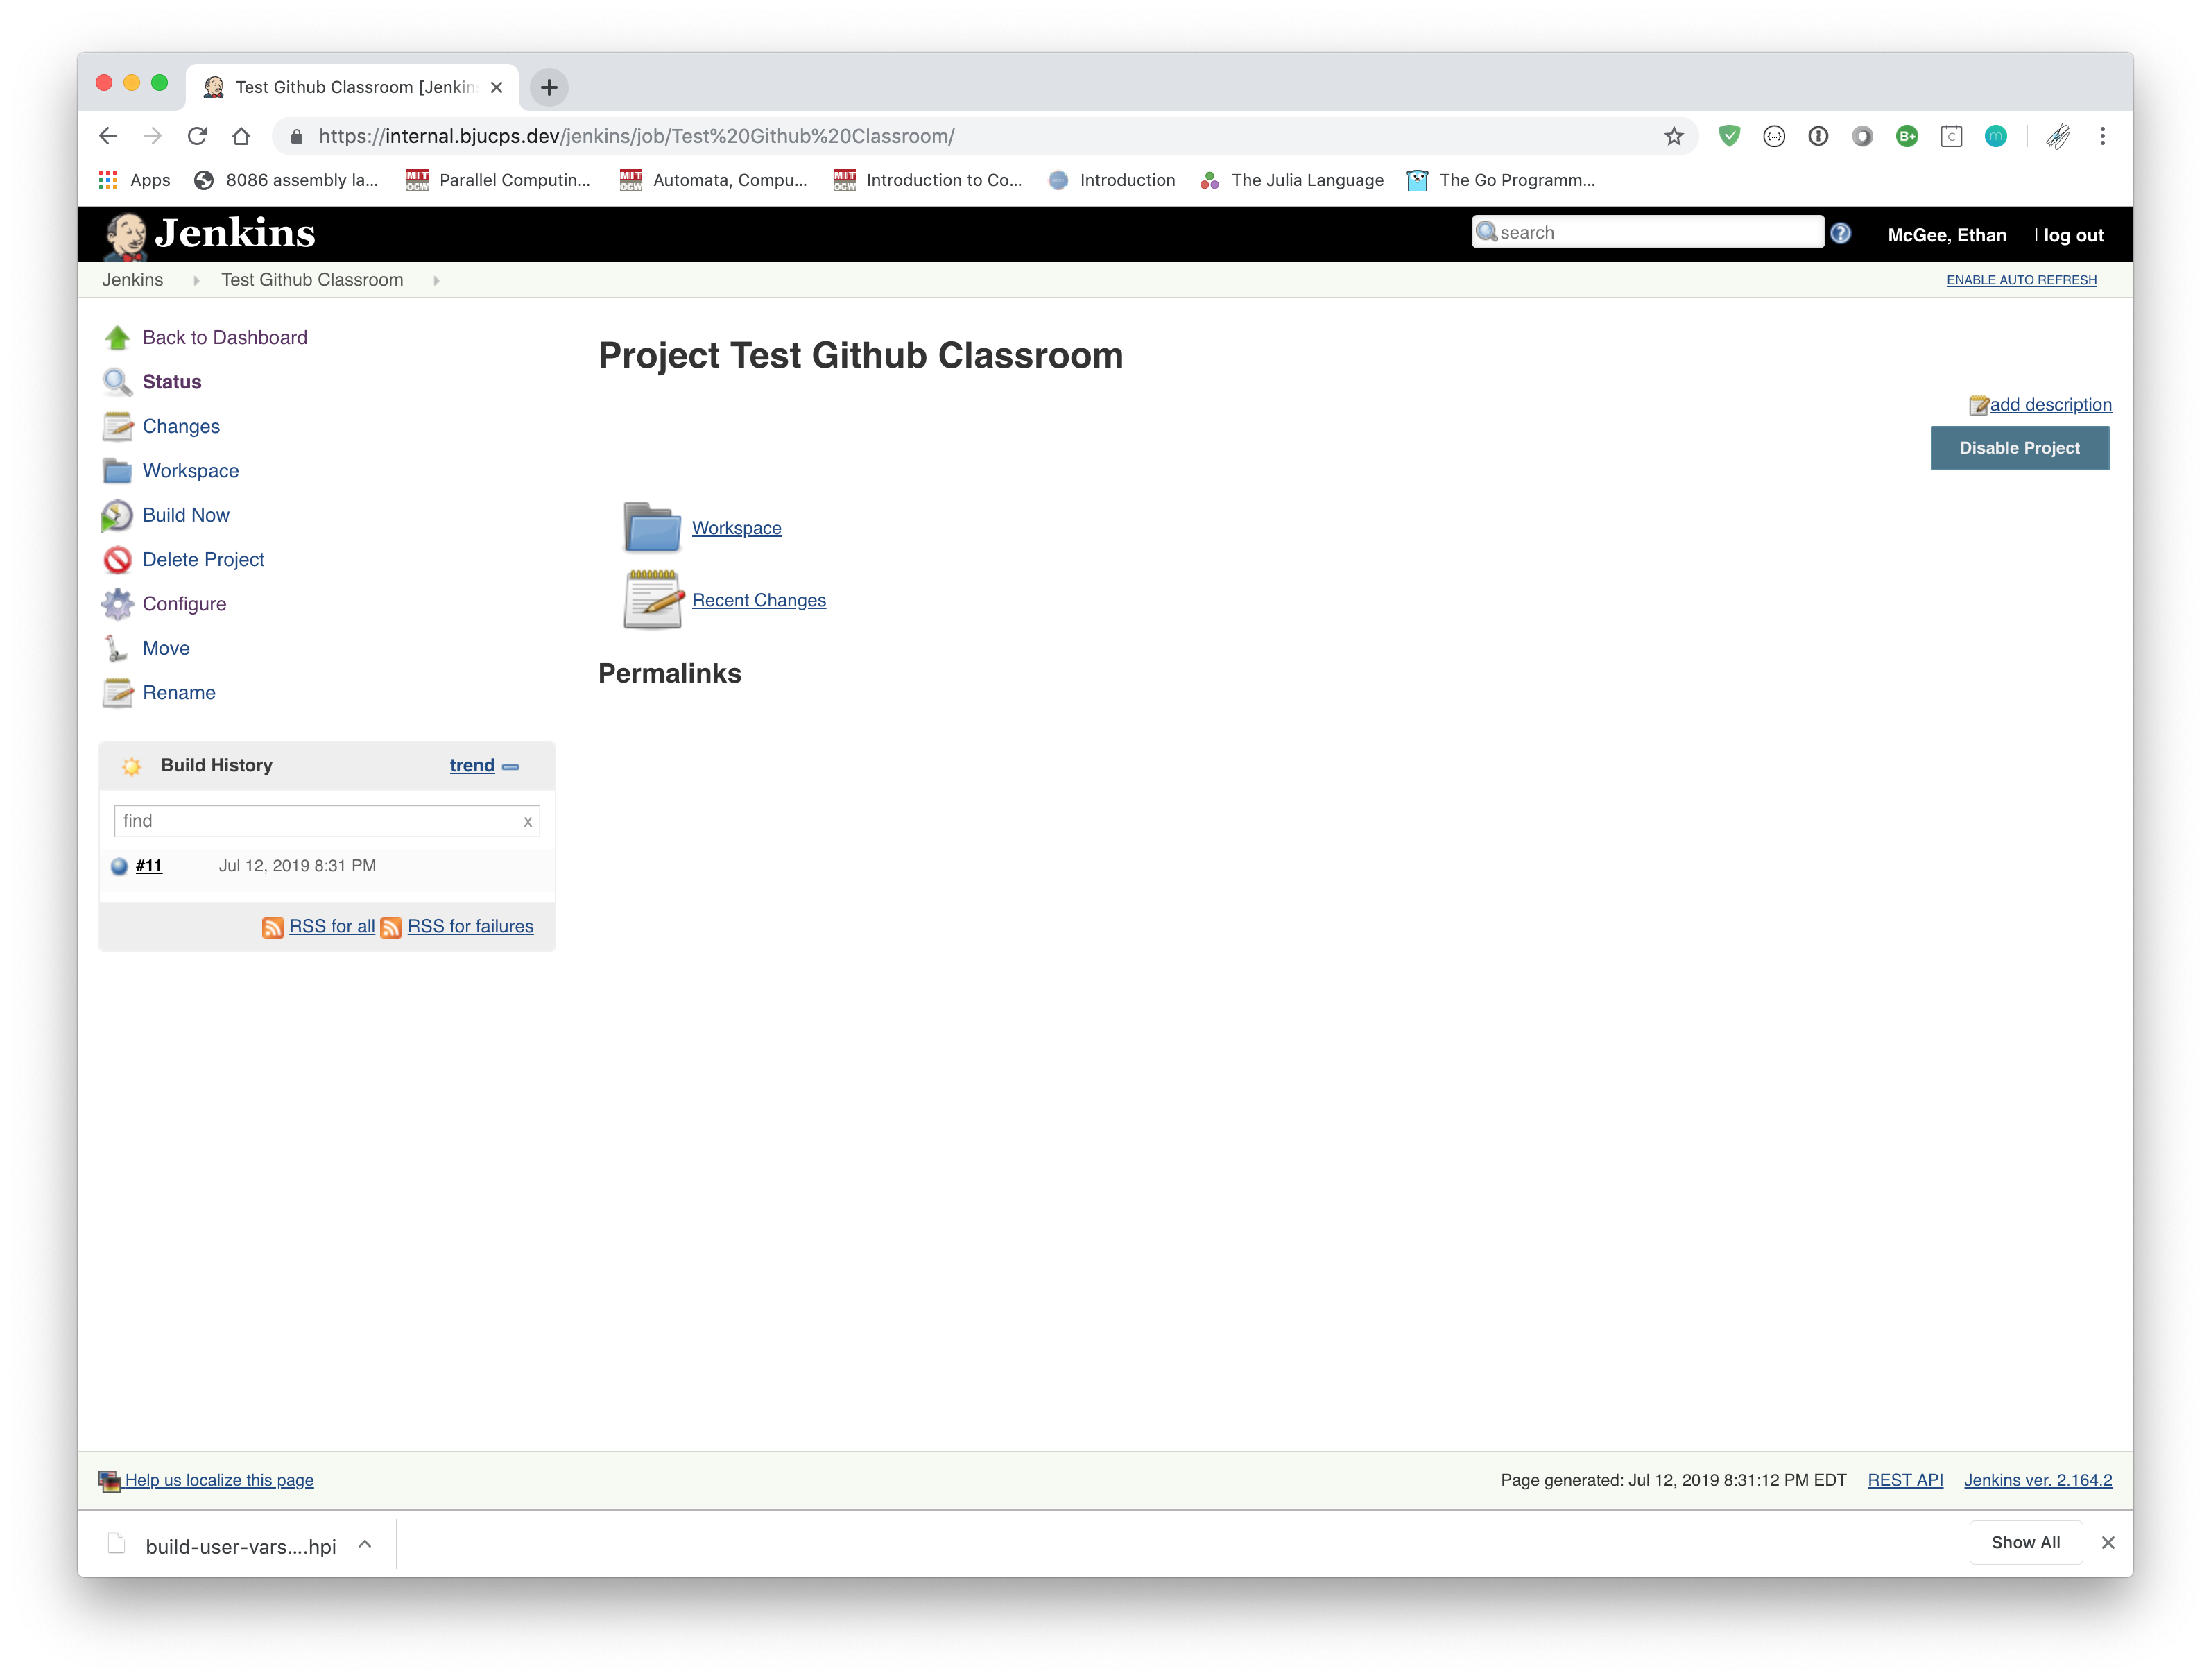 Test Github Classroom [Jenkin
https://internal.bjucps.dev/jenkins/job/Test%20Github%20Classroom/
Apps 8086 assembly la... MIT OCW Parallel Computin... MIT OCW Automata, Compu... MIT OCW Introduction to Co... Introduction The Julia Language The Go Programm...
Jenkins search McGee, Ethan | log out
Jenkins Test Github Classroom ENABLE AUTO REFRESH
Back to Dashboard
Status
Changes
Workspace
Build Now
Delete Project
Configure
Move
Rename
Project Test Github Classroom
add description
Disable Project
Workspace
Recent Changes
Permalinks
Build History trend
find x
#11 Jul 12, 2019 8:31 PM
RSS for all RSS for failures
Help us localize this page Page generated: Jul 12, 2019 8:31:12 PM EDT REST API Jenkins ver. 2.164.2
build-user-vars....hpi Show All